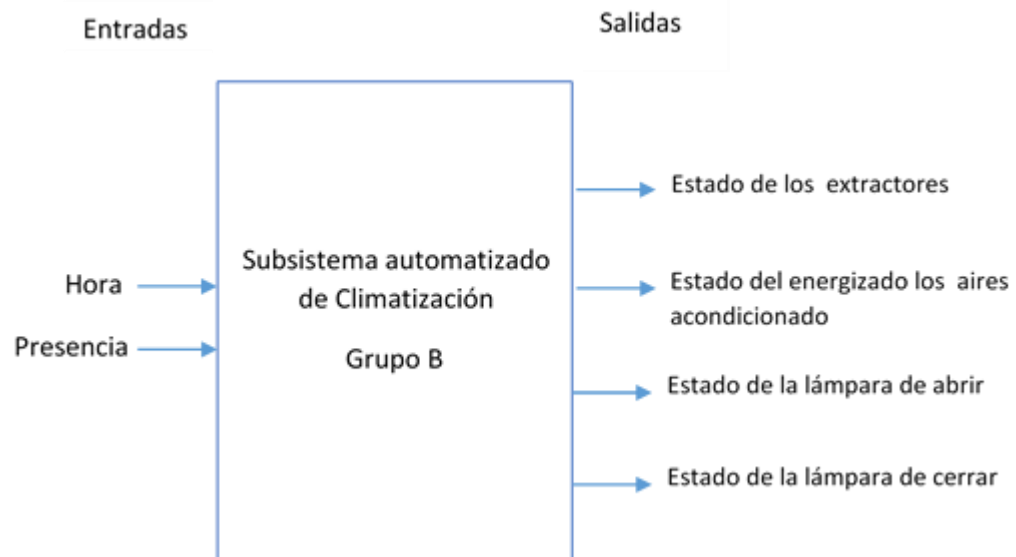 Entradas
Salidas
Hora
Presencia
Subsistema automatizado
de Climatización
Grupo B
Estado de los extractores
Estado del energizado los aires
acondicionado
Estado de la lámpara de abrir
Estado de la lámpara de cerrar